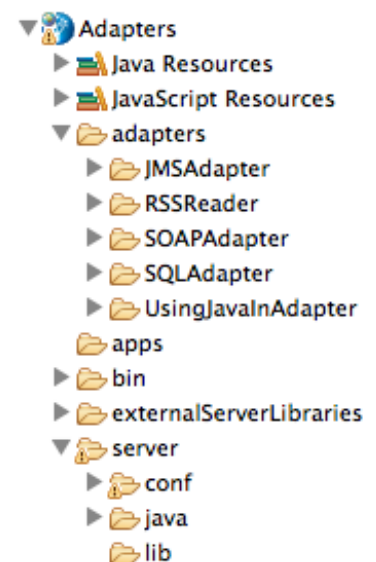 Adapters
Java Resources
JavaScript Resources
adapters
JMSAdapter
RSSReader
SOAPAdapter
SQLAdapter
UsingJavaInAdapter
apps
bin
externalServerLibraries
server
conf
java
lib